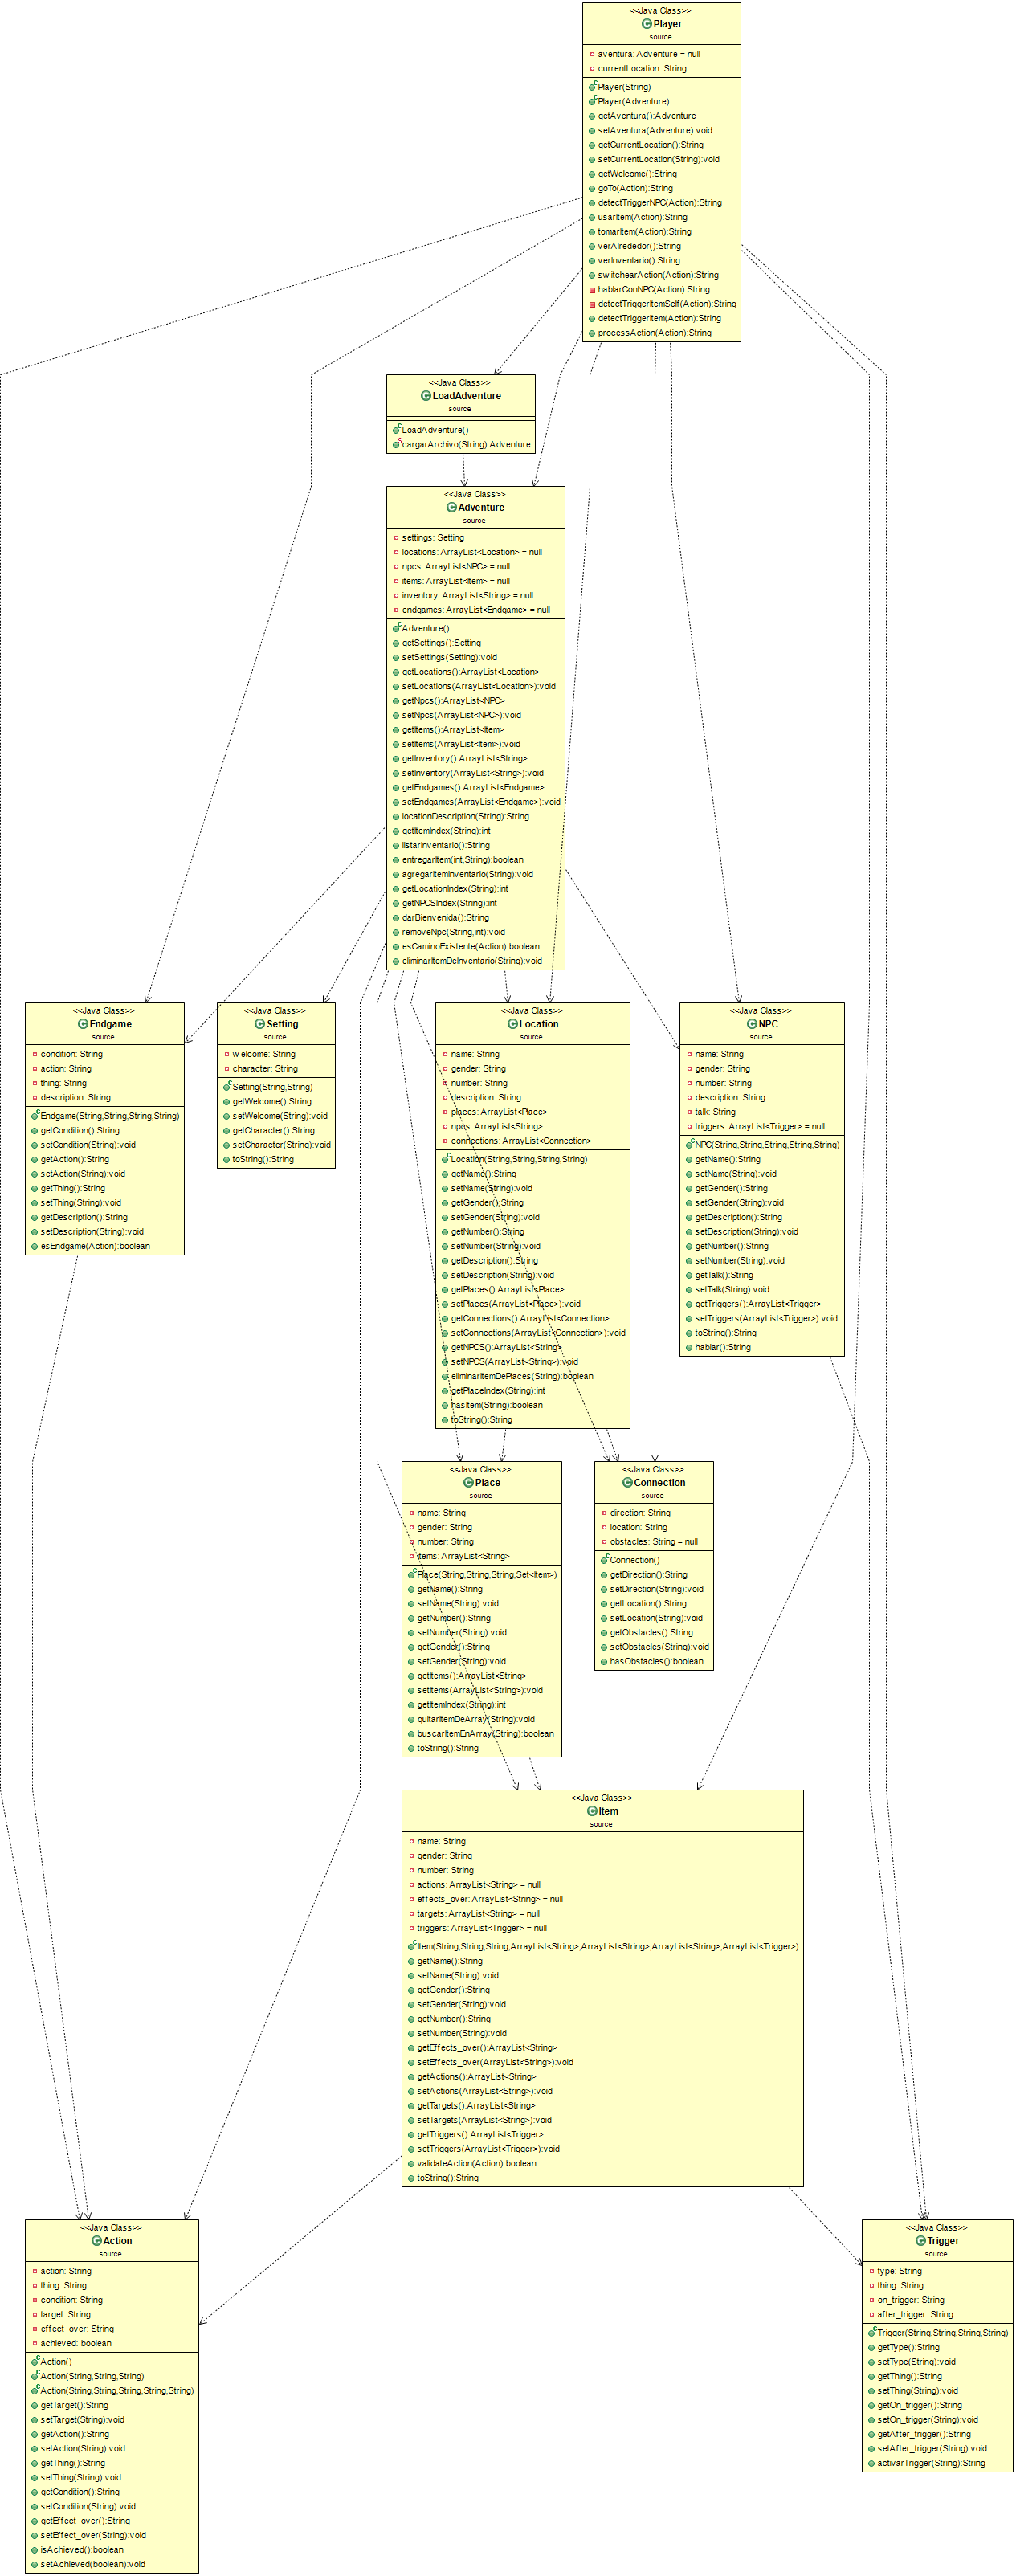 <<Java Class>>
Player
source
aventura: Adventure = null
currentLocation: String
Player(String)
Player(Adventure)
getAventura():Adventure
setAventura(Adventure):void
getCurrentLocation():String
setCurrentLocation(String):void
getWelcome():String
goTo(Action):String
detectTriggerNPC(Action):String
usarItem(Action):String
tomarItem(Action):String
verAlrededor():String
verInventario():String
switchearAction(Action):String
hablarConNPC(Action):String
detectTriggerItemSelf(Action):String
detectTriggerItem(Action):String
processAction(Action):String
<<Java Class>>
LoadAdventure
source
LoadAdventure()
cargarArchivo(String):Adventure
<<Java Class>>
Adventure
source
settings: Setting
locations: ArrayList<Location> = null
npcs: ArrayList<NPC> = null
items: ArrayList<Item> = null
inventory: ArrayList<String> = null
endgames: ArrayList<Endgame> = null
Adventure()
getSettings():Setting
setSettings(Setting):void
getLocations():ArrayList<Location>
setLocations(ArrayList<Location>):void
getNpcs():ArrayList<NPC>
setNpcs(ArrayList<NPC>):void
getItems():ArrayList<Item>
setItems(ArrayList<Item>):void
getInventory():ArrayList<String>
setInventory(ArrayList<String>):void
getEndgames():ArrayList<Endgame>
setEndgames(ArrayList<Endgame>):void
locationDescription(String):String
getItemIndex(String):int
listarInventario():String
entregarItem(int,String):boolean
agregarItemInventario(String):void
getLocationIndex(String):int
getNPCSIndex(String):int
darBienvenida():String
removeNpc(String,int):void
esCaminoExistente(Action):boolean
eliminarItemDeInventario(String):void
<<Java Class>>
Endgame
source
condition: String
action: String
thing: String
description: String
Endgame(String,String,String,String)
getCondition():String
setCondition(String):void
getAction():String
setAction(String):void
getThing():String
setThing(String):void
getDescription():String
setDescription(String):void
esEndgame(Action):boolean
<<Java Class>>
Setting
source
welcome: String
character: String
Setting(String,String)
getWelcome():String
setWelcome(String):void
getCharacter():String
setCharacter(String):void
toString():String
<<Java Class>>
Location
source
name: String
gender: String
number: String
description: String
places: ArrayList<Place>
npcs: ArrayList<String>
connections: ArrayList<Connection>
Location(String,String,String,String)
getName():String
setName(String):void
getGender():String
setGender(String):void
getNumber():String
setNumber(String):void
getDescription():String
setDescription(String):void
getPlaces():ArrayList<Place>
setPlaces(ArrayList<Place>):void
getConnections():ArrayList<Connection>
setConnections(ArrayList<Connection>):void
getNPCS():ArrayList<String>
setNPCS(ArrayList<String>):void
eliminarItemDePlaces(String):boolean
getPlaceIndex(String):int
hasItem(String):boolean
toString():String
<<Java Class>>
NPC
source
name: String
gender: String
number: String
description: String
talk: String
triggers: ArrayList<Trigger> = null
NPC(String,String,String,String,String)
getName():String
setName(String):void
getGender():String
setGender(String):void
getDescription():String
setDescription(String):void
getNumber():String
setNumber(String):void
getTalk():String
setTalk(String):void
getTriggers():ArrayList<Trigger>
setTriggers(ArrayList<Trigger>):void
toString():String
hablar():String
<<Java Class>>
Place
source
name: String
gender: String
number: String
items: ArrayList<String>
Place(String,String,String,Set<Item>)
getName():String
setName(String):void
getNumber():String
setNumber(String):void
getGender():String
setGender(String):void
getItems():ArrayList<String>
setItems(ArrayList<String>):void
getItemIndex(String):int
quitarItemDeArray(String):void
buscarItemEnArray(String):boolean
toString():String
<<Java Class>>
Connection
source
direction: String
location: String
obstacles: String = null
Connection()
getDirection():String
setDirection(String):void
getLocation():String
setLocation(String):void
getObstacles():String
setObstacles(String):void
hasObstacles():boolean
<<Java Class>>
Item
source
name: String
gender: String
number: String
actions: ArrayList<String> = null
effects_over: ArrayList<String> = null
targets: ArrayList<String> = null
triggers: ArrayList<Trigger> = null
Item(String,String,String,ArrayList<String>,ArrayList<String>,ArrayList<String>,ArrayList<Trigger>)
getName():String
setName(String):void
getGender():String
setGender(String):void
getNumber():String
setNumber(String):void
getEffects_over():ArrayList<String>
setEffects_over(ArrayList<String>):void
getActions():ArrayList<String>
setActions(ArrayList<String>):void
getTargets():ArrayList<String>
setTargets(ArrayList<String>):void
getTriggers():ArrayList<Trigger>
setTriggers(ArrayList<Trigger>):void
validateAction(Action):boolean
toString():String
<<Java Class>>
Action
source
action: String
thing: String
condition: String
target: String
effect_over: String
achieved: boolean
Action()
Action(String,String,String)
Action(String,String,String,String,String)
getTarget():String
setTarget(String):void
getAction():String
setAction(String):void
getThing():String
setThing(String):void
getCondition():String
setCondition(String):void
getEffect_over():String
setEffect_over(String):void
isAchieved():boolean
setAchieved(boolean):void
<<Java Class>>
Trigger
source
type: String
thing: String
on_trigger: String
after_trigger: String
Trigger(String,String,String,String)
getType():String
setType(String):void
getThing():String
setThing(String):void
getOn_trigger():String
setOn_trigger(String):void
getAfter_trigger():String
setAfter_trigger(String):void
activarTrigger(String):String